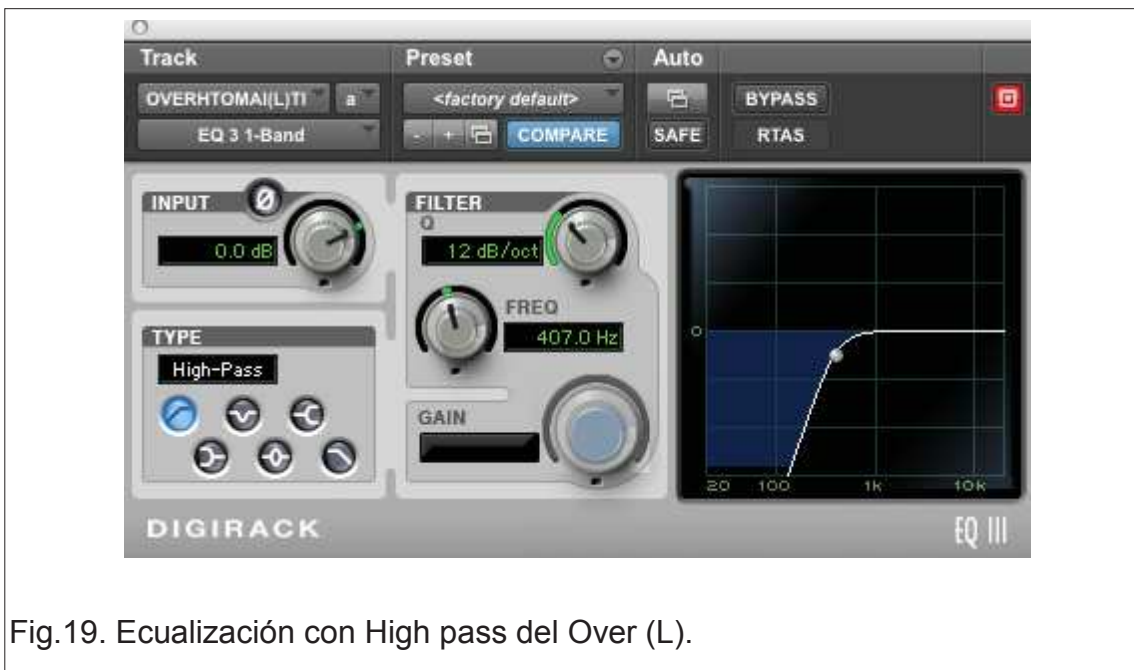 Track Preset Auto
OVERHTOMAI(L)TI a <factory default> BYPASS
EQ 3 1-Band - + COMPARE SAFE RTAS
INPUT Ø
0.0 dB
FILTER
Q
12 dB/oct
FREQ
407.0 Hz
TYPE
High-Pass
GAIN
0
20 100 1K 10K
DIGIRACK EQ III
Fig.19. Ecualización con High pass del Over (L).